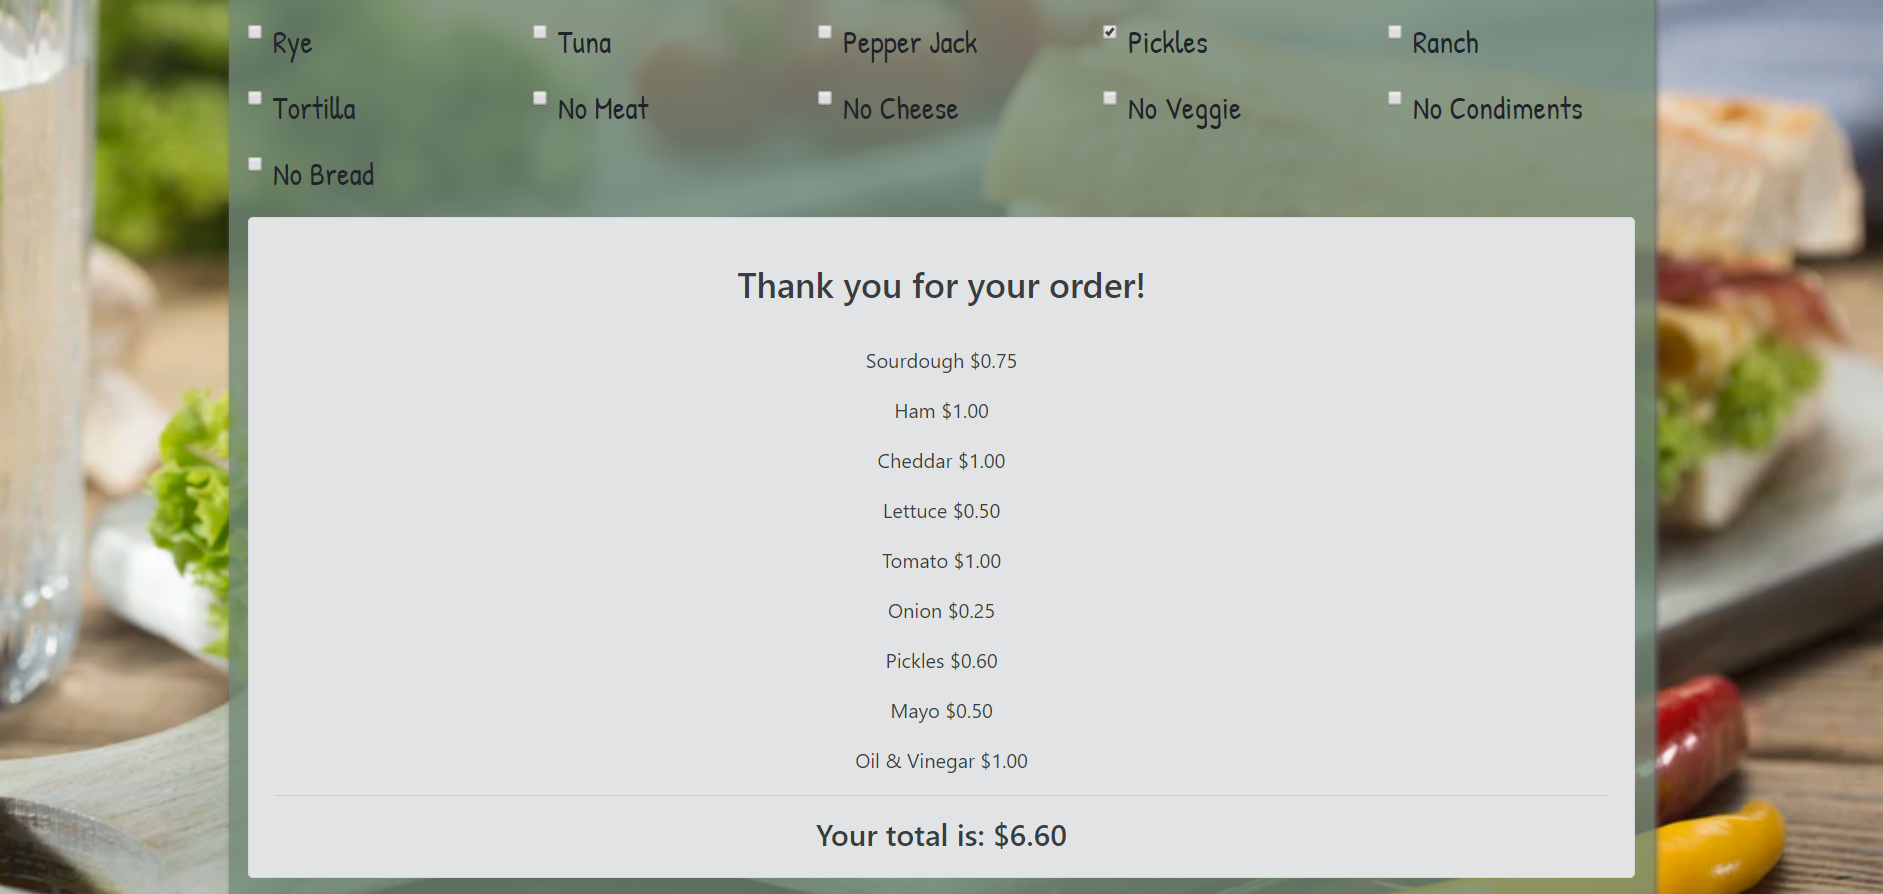 Rye Tuna Pepper Jack Pickles Ranch
Tortilla No Meat No Cheese No Veggie No Condiments
No Bread
Thank you for your order!
Sourdough $0.75
Ham $1.00
Cheddar $1.00
Lettuce $0.50
Tomato $1.00
Onion $0.25
Pickles $0.60
Mayo $0.50
Oil & Vinegar $1.00
Your total is: $6.60